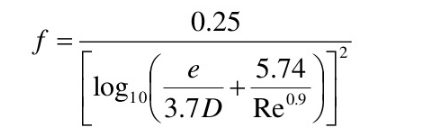 f = 0.25 / [log₁₀(e / 3.7D + 5.74 / Re^0.9)]²